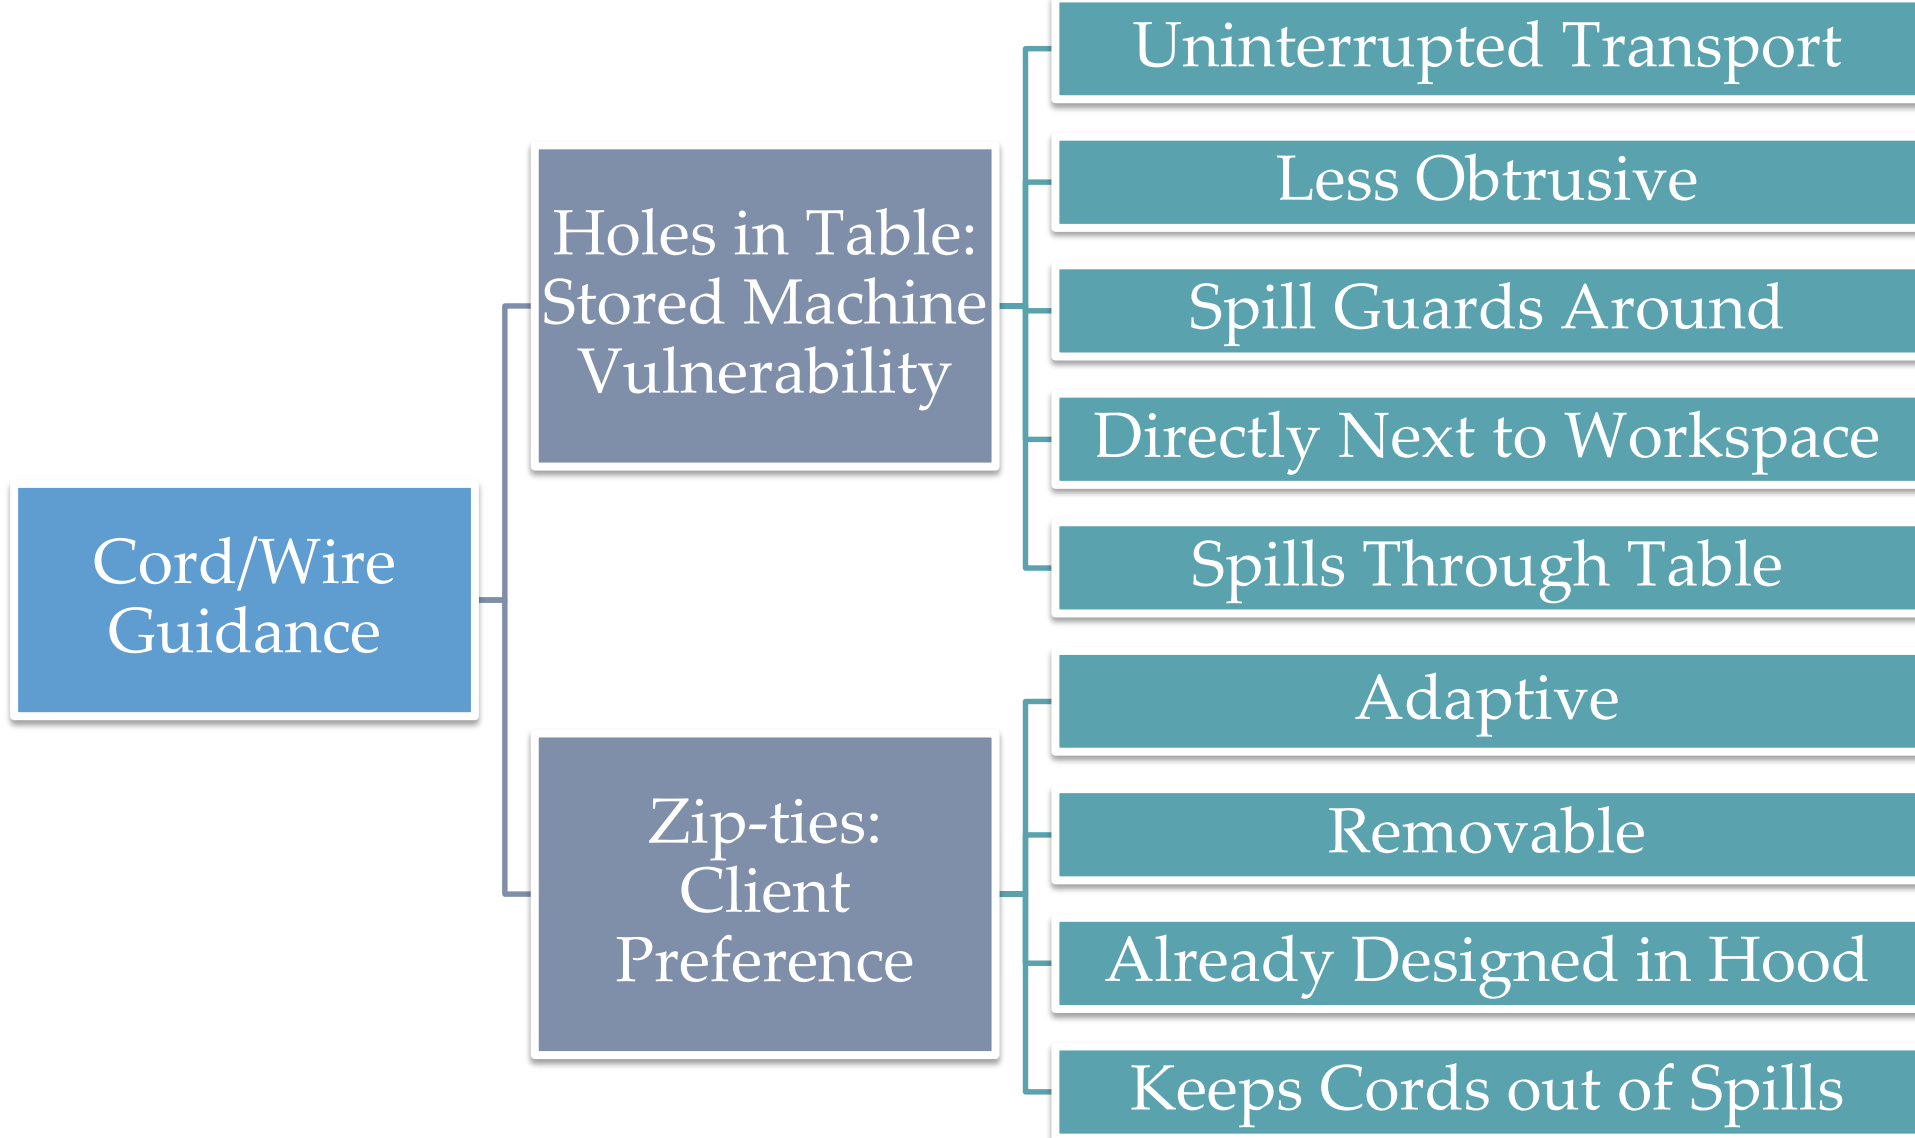 Cord/Wire
Guidance
Holes in Table:
Stored Machine
Vulnerability
Uninterrupted Transport
Less Obtrusive
Spill Guards Around
Directly Next to Workspace
Spills Through Table
Zip-ties:
Client
Preference
Adaptive
Removable
Already Designed in Hood
Keeps Cords out of Spills